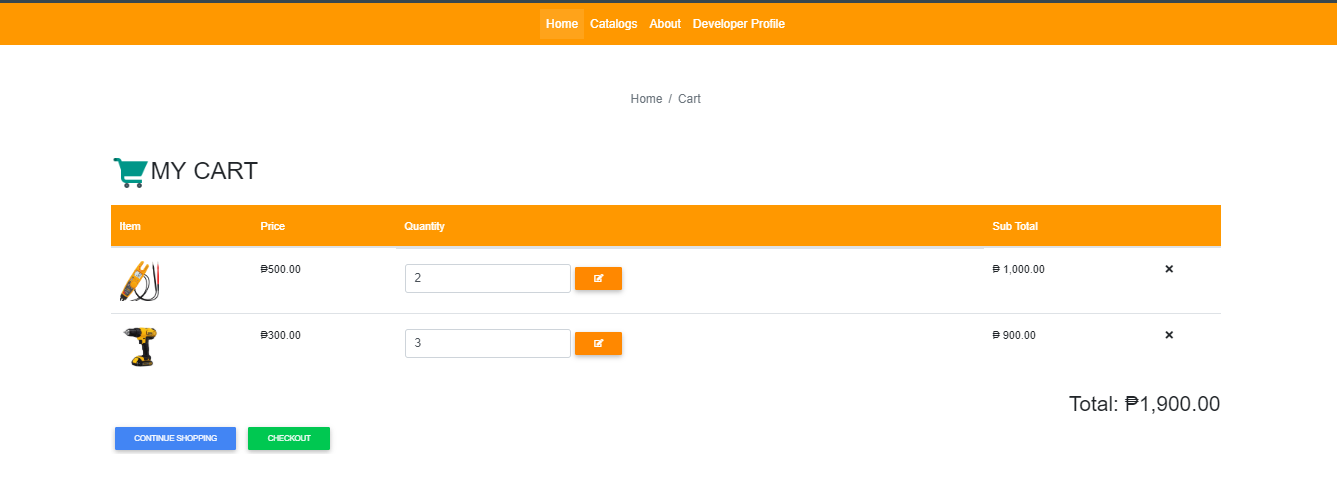 Home Catalogs About Developer Profile
Home / Cart
MY CART
Item Price Quantity Sub Total
₱500.00 2 ₱ 1,000.00 ×
₱300.00 3 ₱ 900.00 ×
Total: ₱1,900.00
CONTINUE SHOPPING CHECKOUT